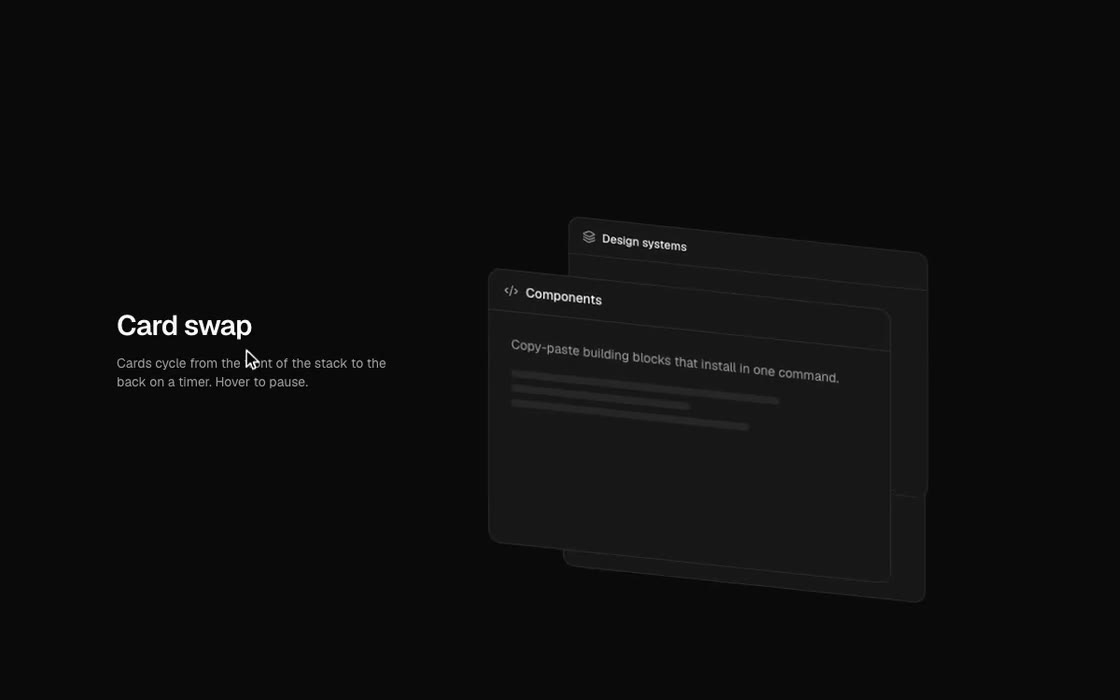 Design systems
Components
Copy-paste building blocks that install in one command.
Card swap
Cards cycle from the front of the stack to the
back on a timer. Hover to pause.